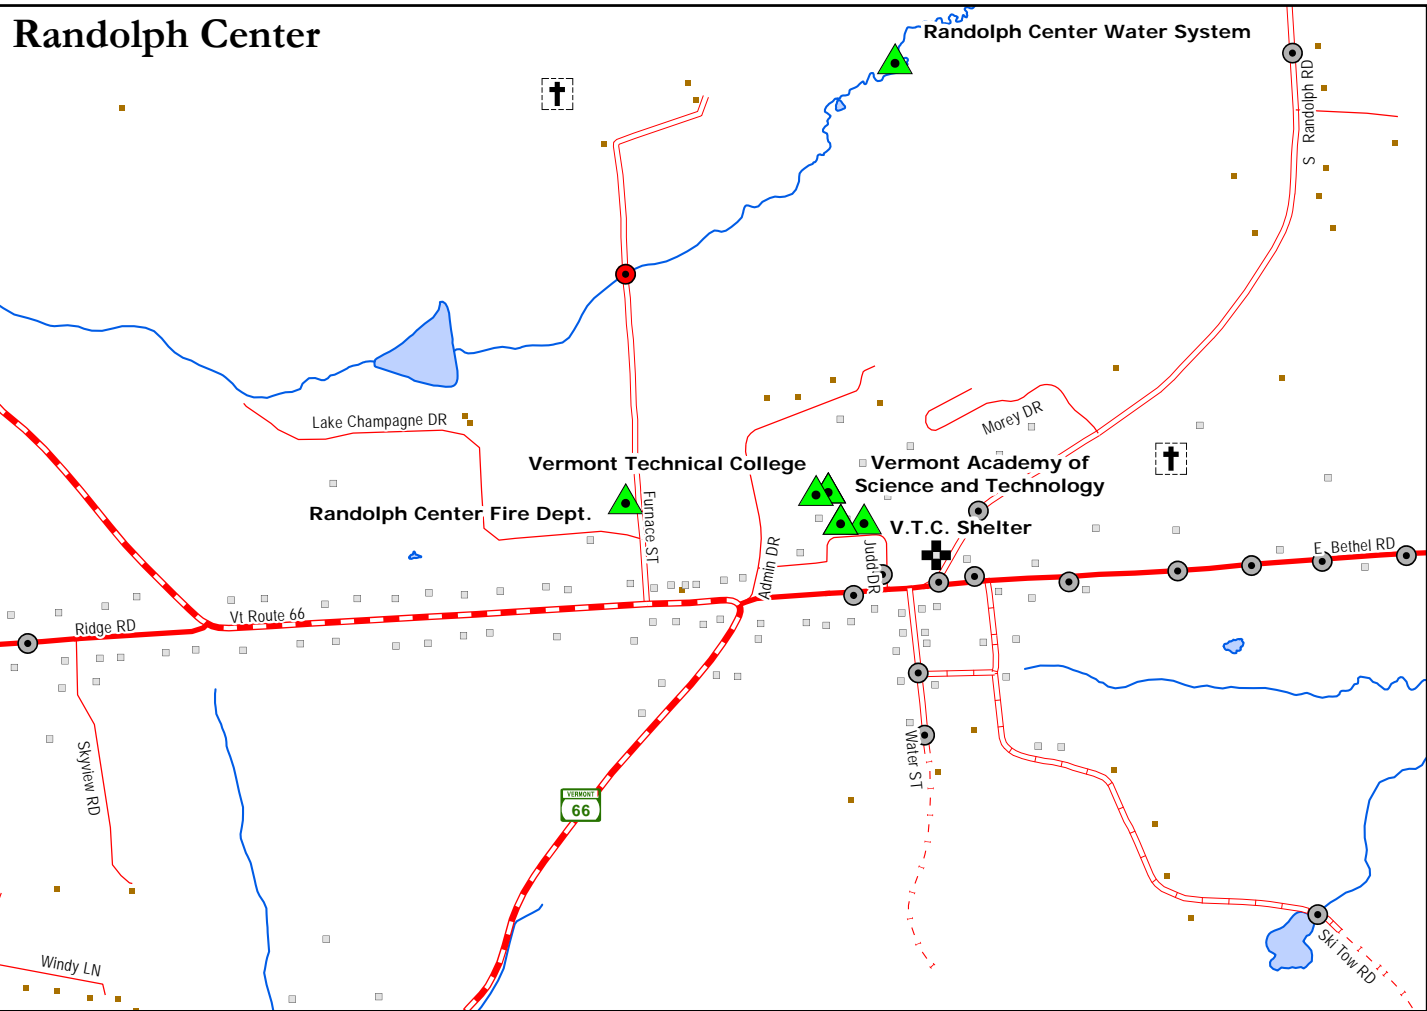 Randolph Center
Randolph Center Water System
S Randolph RD
Lake Champagne DR
Morey DR
Vermont Technical College
Vermont Academy of
Science and Technology
Randolph Center Fire Dept.
Furnace ST
V.T.C. Shelter
Admin DR
Judd DR
E Bethel RD
Vt Route 66
Ridge RD
Skyview RD
Water ST
VERMONT
66
Windy LN
Ski Tow RD